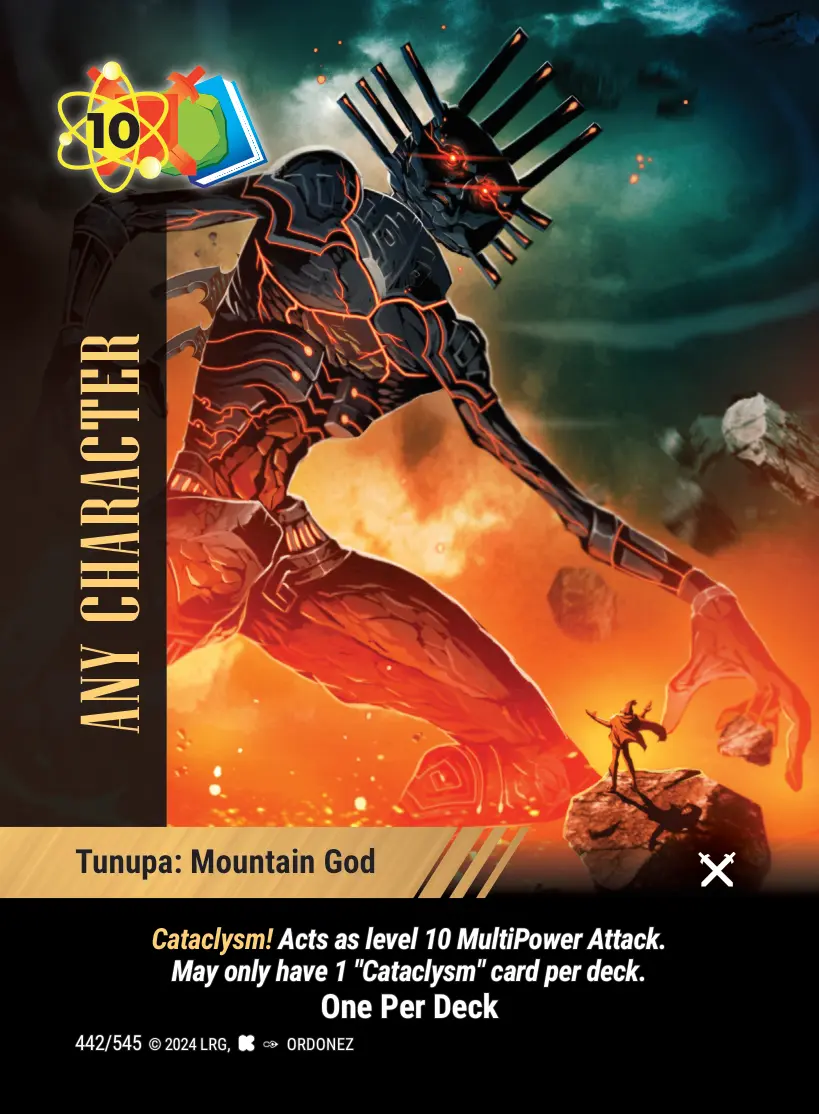 10
ANY CHARACTER
Tunupa: Mountain God
Cataclysm! Acts as level 10 MultiPower Attack.
May only have 1 "Cataclysm" card per deck.
One Per Deck
442/545 © 2024 LRG, ORDONEZ